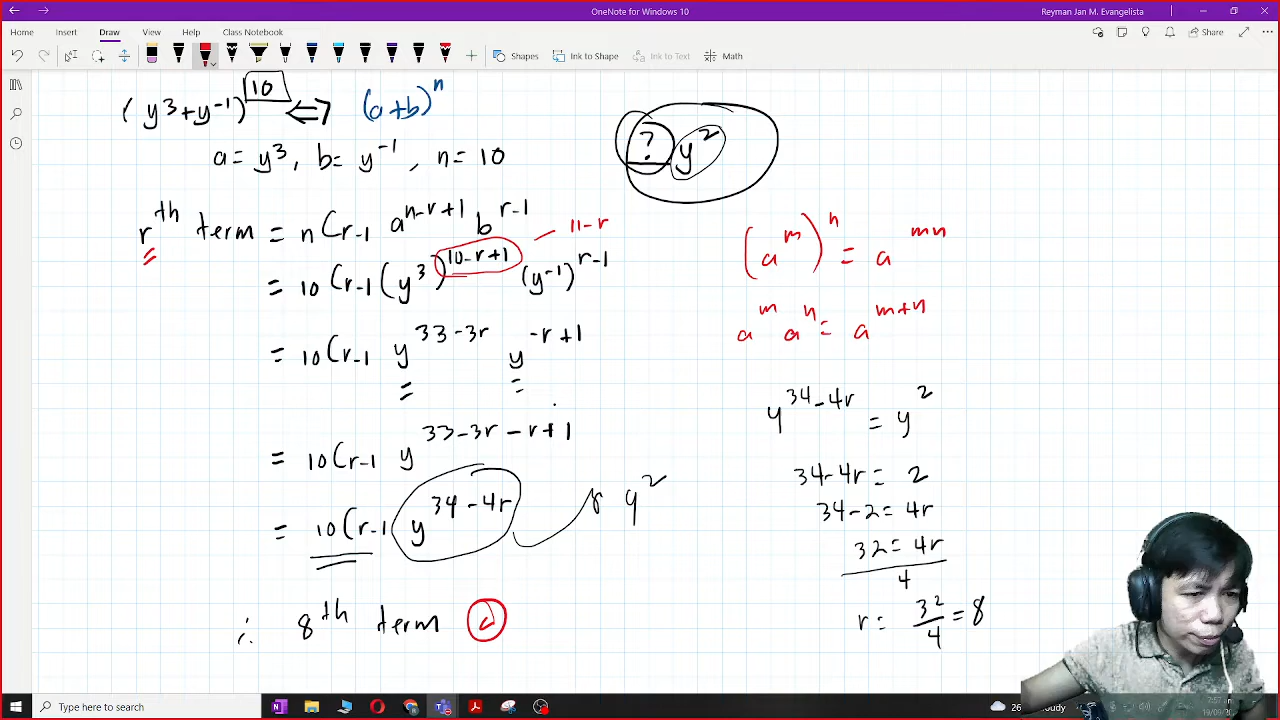 OneNote for Windows 10
Reyman Jan M. Evangelista
Home Insert Draw View Help Class Notebook
Share
Shapes Ink to Shape Ink to Text Math
(y³+y⁻¹)¹⁰ ⇔ (a+b)ⁿ
a= y³, b= y⁻¹, n= 10
? y²
rᵗʰ term = nCr-1 aⁿ⁻ʳ⁺¹ bʳ⁻¹
11-r
= 10Cr-1 (y³)¹⁰⁻ʳ⁺¹ (y⁻¹)ʳ⁻¹
= 10Cr-1 y³³⁻³ʳ y⁻ʳ⁺¹
= 10Cr-1 y³³⁻³ʳ⁻ʳ⁺¹
= 10Cr-1 y³⁴⁻⁴ʳ y²
∴ 8ᵗʰ term
(aᵐ)ⁿ = aᵐⁿ
aᵐ aⁿ = aᵐ⁺ⁿ
y³⁴⁻⁴ʳ = y²
34-4r = 2
34-2 = 4r
32 = 4r
4
r = 32/4 = 8
Type here to search
26
7:57